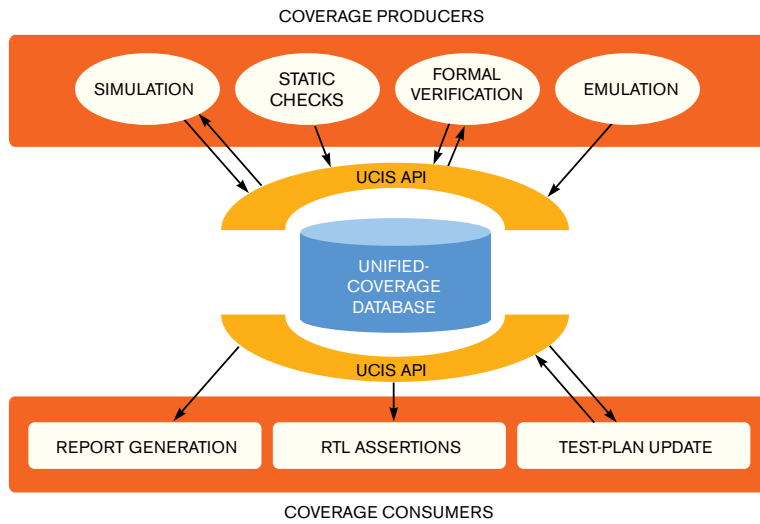 COVERAGE PRODUCERS
SIMULATION
STATIC
CHECKS
FORMAL
VERIFICATION
EMULATION
UCIS API
UNIFIED-
COVERAGE
DATABASE
UCIS API
REPORT GENERATION
RTL ASSERTIONS
TEST-PLAN UPDATE
COVERAGE CONSUMERS